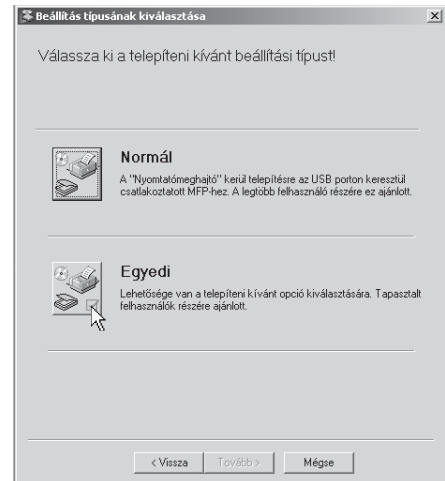 Beállítás típusának kiválasztása
Válassza ki a telepíteni kívánt beállítási típust!
Normál
A "Nyomtatómeghajtó" kerül telepítésre az USB porton keresztül
csatlakoztatott MFP-hez. A legtöbb felhasználó részére ez ajánlott.
Egyedi
Lehetősége van a telepíteni kívánt opció kiválasztására. Tapasztalt
felhasználók részére ajánlott.
< Vissza Tovább > Mégse